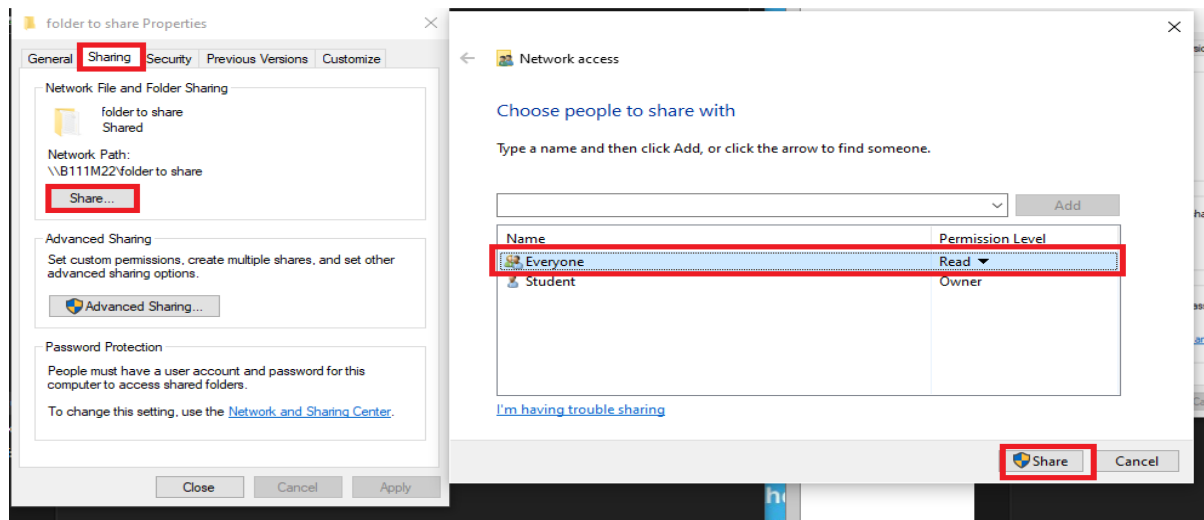 folder to share Properties
General Sharing Security Previous Versions Customize
Network File and Folder Sharing
folder to share
Shared
Network Path:
\\B111M22\folder to share
Share...
Advanced Sharing
Set custom permissions, create multiple shares, and set other
advanced sharing options.
Advanced Sharing...
Password Protection
People must have a user account and password for this
computer to access shared folders.
To change this setting, use the Network and Sharing Center.
Close Cancel Apply
Network access
Choose people to share with
Type a name and then click Add, or click the arrow to find someone.
Add
Name Permission Level
Everyone Read
Student Owner
I'm having trouble sharing
Share Cancel